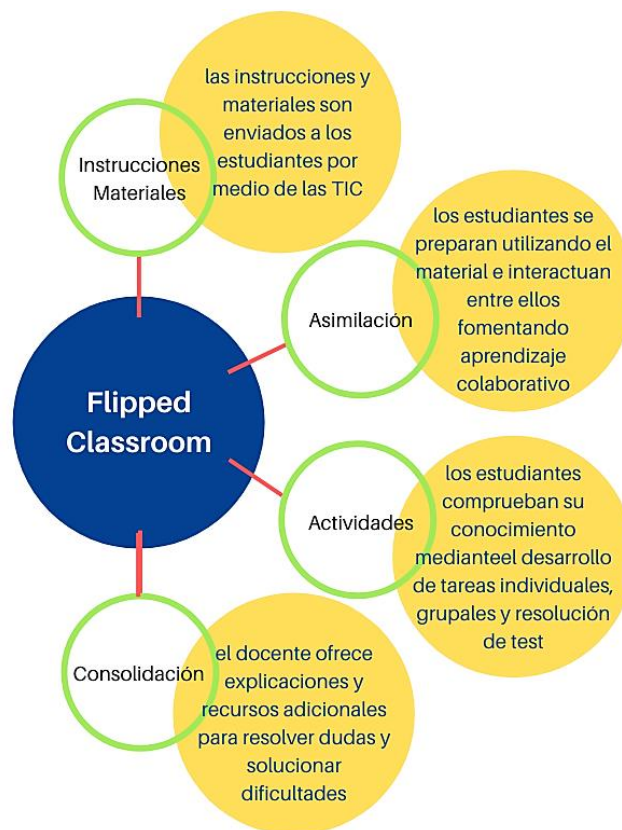 las instrucciones y
materiales son
enviados a los
estudiantes por
medio de las TIC
Instrucciones
Materiales
los estudiantes se
preparan utilizando el
material e interactuan
entre ellos
fomentando
aprendizaje
colaborativo
Asimilación
Flipped
Classroom
los estudiantes
comprueban su
conocimiento
medianteel desarrollo
de tareas individuales,
grupales y resolución
de test
Actividades
Consolidación
el docente ofrece
explicaciones y
recursos adicionales
para resolver dudas y
solucionar
dificultades